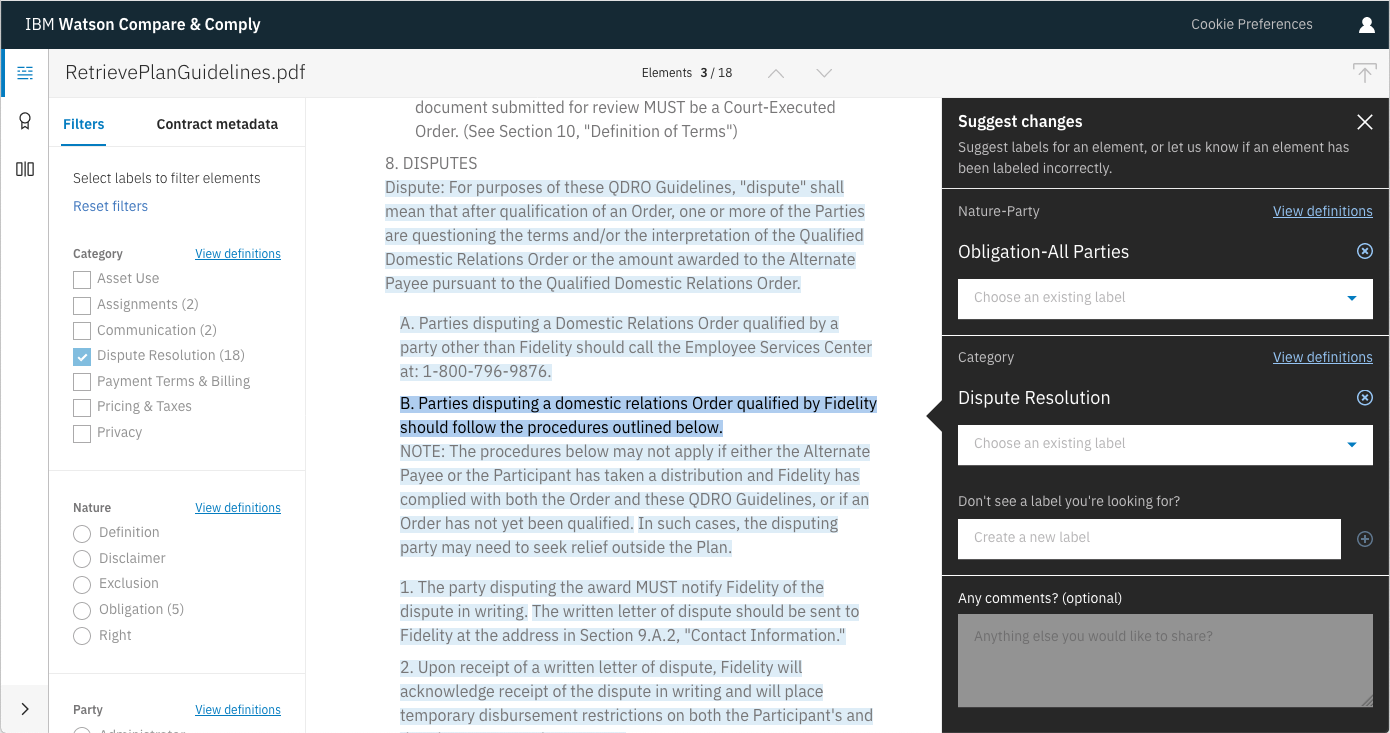 IBM Watson Compare & Comply
Cookie Preferences
RetrievePlanGuidelines.pdf
Elements 3 / 18
Filters
Contract metadata
Select labels to filter elements
Reset filters
Category
View definitions
Asset Use
Assignments (2)
Communication (2)
Dispute Resolution (18)
Payment Terms & Billing
Pricing & Taxes
Privacy
Nature
View definitions
Definition
Disclaimer
Exclusion
Obligation (5)
Right
Party
View definitions
Administrator
document submitted for review MUST be a Court-Executed
Order. (See Section 10, "Definition of Terms")
8. DISPUTES
Dispute: For purposes of these QDRO Guidelines, "dispute" shall
mean that after qualification of an Order, one or more of the Parties
are questioning the terms and/or the interpretation of the Qualified
Domestic Relations Order or the amount awarded to the Alternate
Payee pursuant to the Qualified Domestic Relations Order.
A. Parties disputing a Domestic Relations Order qualified by a
party other than Fidelity should call the Employee Services Center
at: 1-800-796-9876.
B. Parties disputing a domestic relations Order qualified by Fidelity
should follow the procedures outlined below.
NOTE: The procedures below may not apply if either the Alternate
Payee or the Participant has taken a distribution and Fidelity has
complied with both the Order and these QDRO Guidelines, or if an
Order has not yet been qualified. In such cases, the disputing
party may need to seek relief outside the Plan.
1. The party disputing the award MUST notify Fidelity of the
dispute in writing. The written letter of dispute should be sent to
Fidelity at the address in Section 9.A.2, "Contact Information."
2. Upon receipt of a written letter of dispute, Fidelity will
acknowledge receipt of the dispute in writing and will place
temporary disbursement restrictions on both the Participant's and
Suggest changes
Suggest labels for an element, or let us know if an element has
been labeled incorrectly.
Nature-Party
View definitions
Obligation-All Parties
Choose an existing label
Category
View definitions
Dispute Resolution
Choose an existing label
Don't see a label you're looking for?
Create a new label
Any comments? (optional)
Anything else you would like to share?